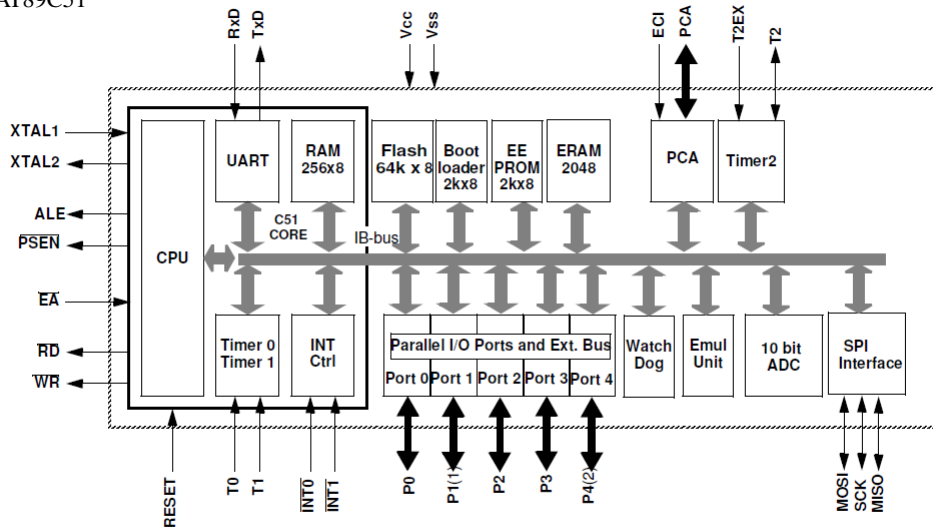 AT89C51
RxD
TxD
Vcc
Vss
ECI
PCA
T2EX
T2
XTAL1
XTAL2
ALE
PSEN
EA
RD
WR
CPU
UART
RAM
256x8
C51
CORE
IB-bus
Flash
64k x 8
Boot
loader
2kx8
EE
PROM
2kx8
ERAM
2048
PCA
Timer2
Timer 0
Timer 1
INT
Ctrl
Parallel I/O Ports and Ext. Bus
Port 0
Port 1
Port 2
Port 3
Port 4
Watch
Dog
Emul
Unit
10 bit
ADC
SPI
Interface
RESET
T0
T1
INT0
INT1
P0
P1(1)
P2
P3
P4(2)
MOSI
SCK
MISO